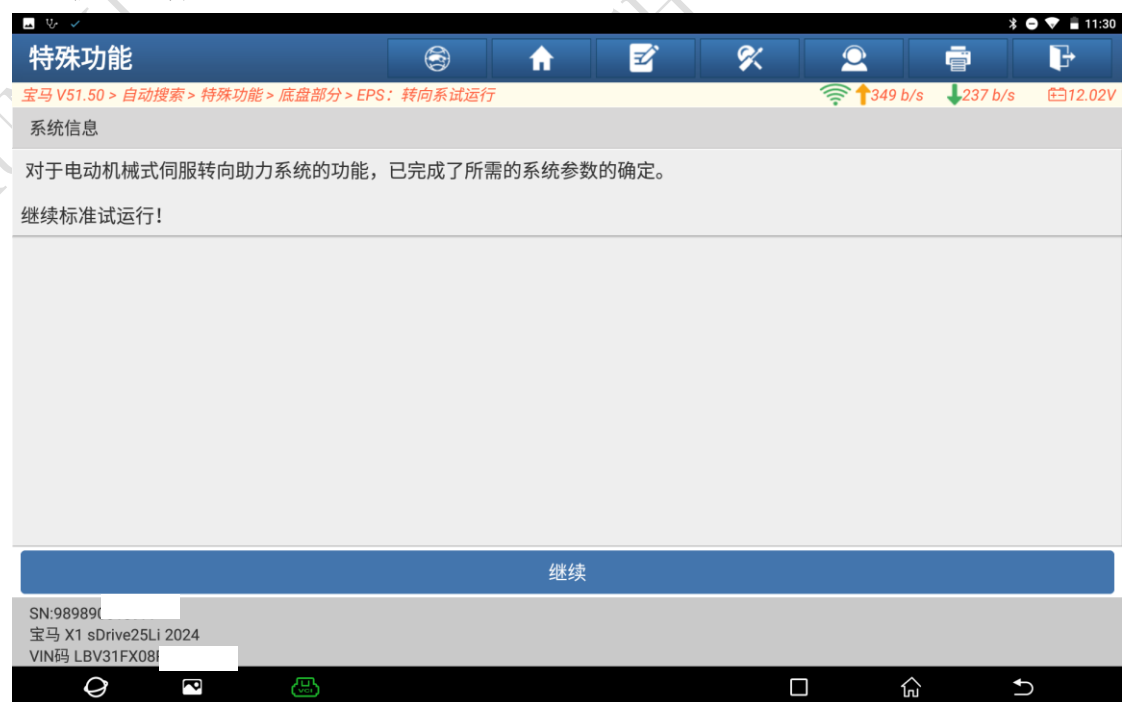 11:30
特殊功能
宝马 V51.50 > 自动搜索 > 特殊功能 > 底盘部分 > EPS：转向系试运行
349 b/s 237 b/s 12.02V
系统信息
对于电动机械式伺服转向助力系统的功能，已完成了所需的系统参数的确定。
继续标准试运行！
继续
SN:98989
宝马 X1 sDrive25Li 2024
VIN码 LBV31FX08
VCI